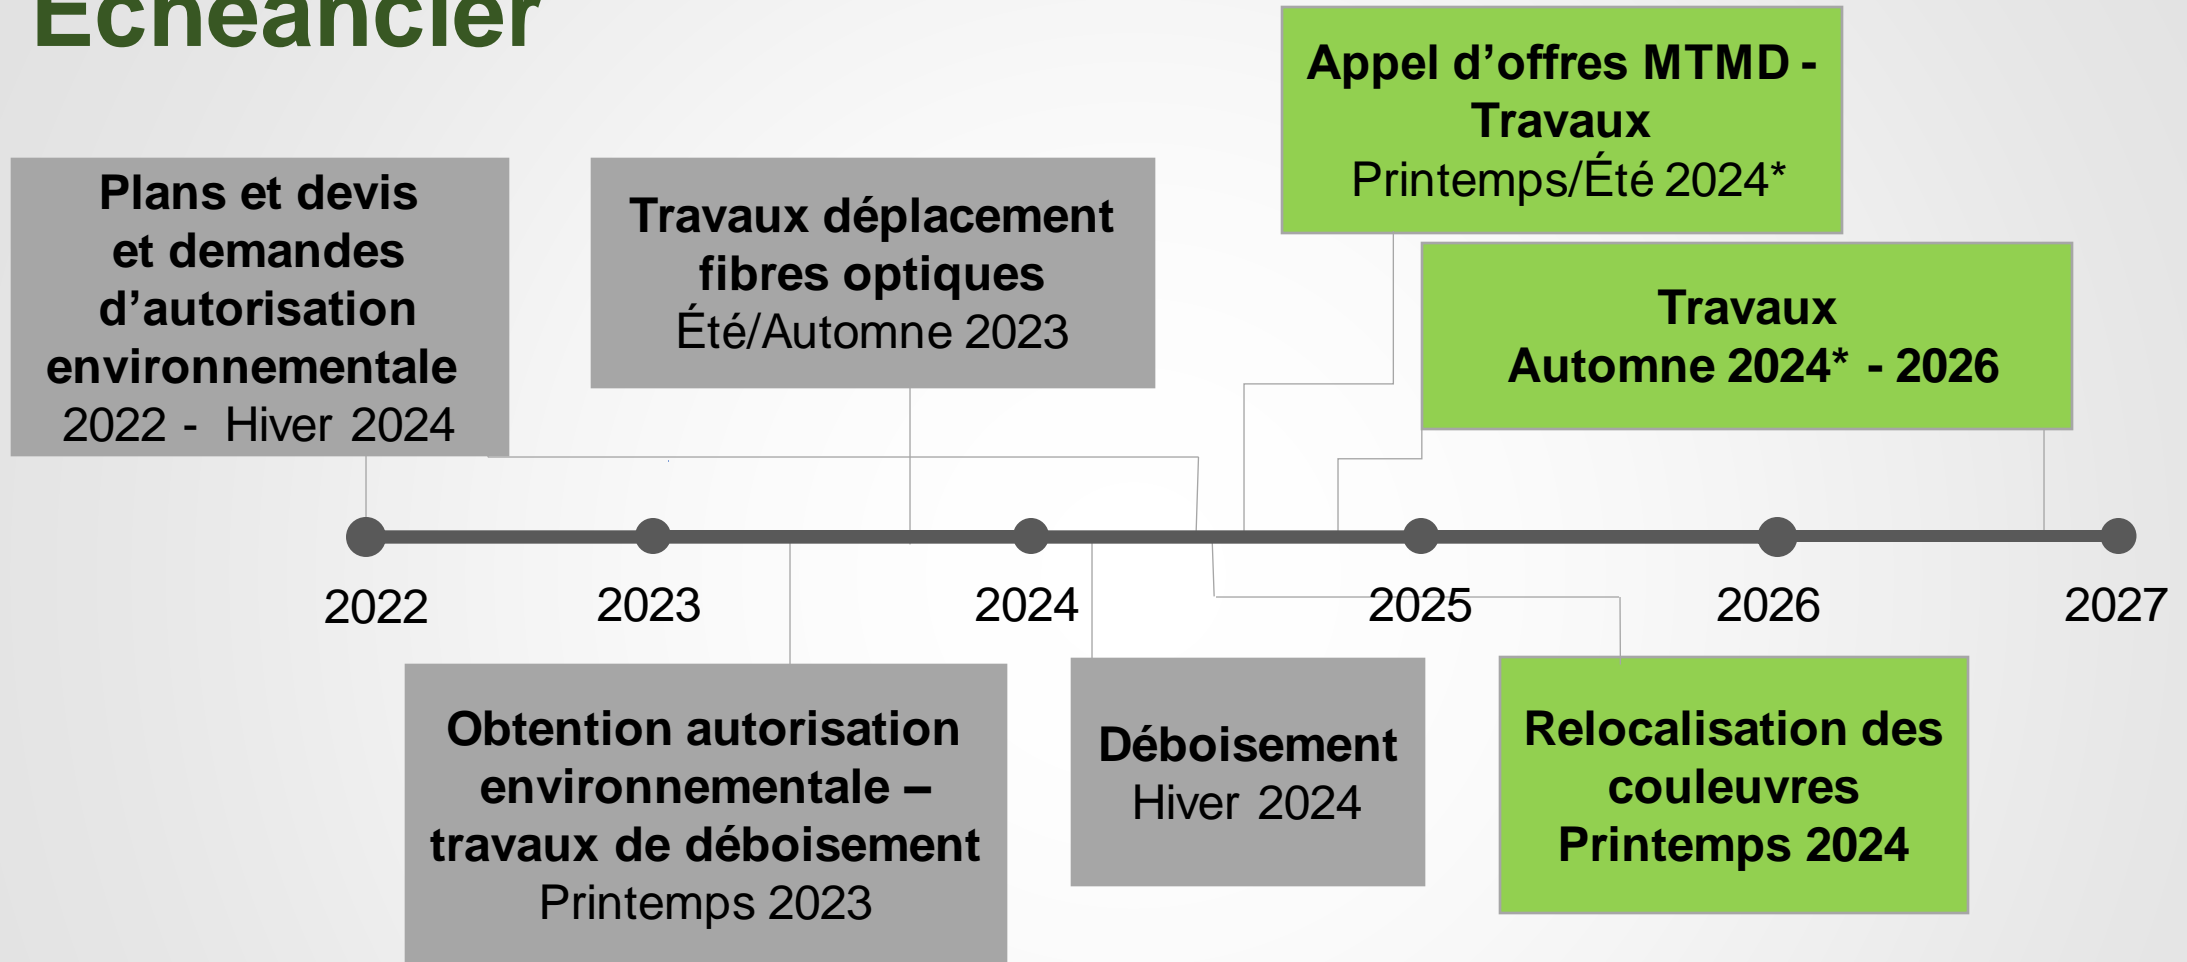 Échéancier
Appel d’offres MTMD -
Travaux
Printemps/Été 2024*
Plans et devis
et demandes
d’autorisation
environnementale
2022 - Hiver 2024
Travaux déplacement
fibres optiques
Été/Automne 2023
Travaux
Automne 2024* - 2026
2022
2023
2024
2025
2026
2027
Obtention autorisation
environnementale –
travaux de déboisement
Printemps 2023
Déboisement
Hiver 2024
Relocalisation des
couleuvres
Printemps 2024